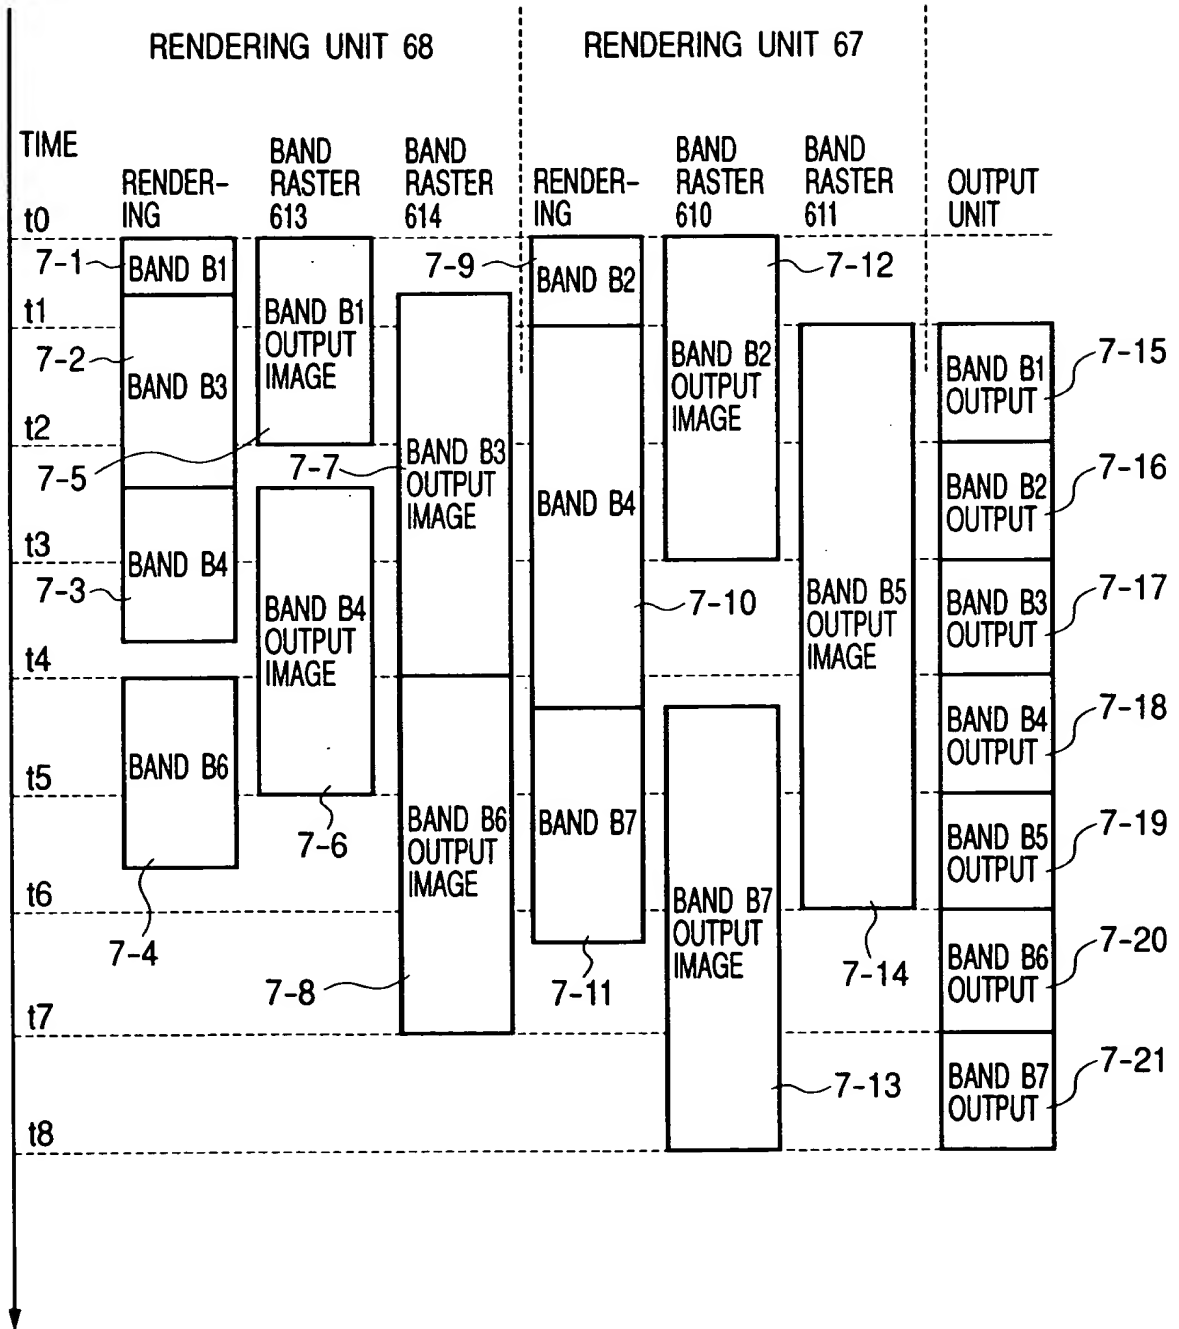 RENDERING UNIT 68
RENDERING UNIT 67
TIME
RENDER-
ING
BAND
RASTER
613
BAND
RASTER
614
RENDER-
ING
BAND
RASTER
610
BAND
RASTER
611
OUTPUT
UNIT
t0
7-1
BAND B1
7-9
BAND B2
7-12
t1
7-2
BAND B3
BAND B1
OUTPUT
IMAGE
BAND B2
OUTPUT
IMAGE
BAND B1
OUTPUT
7-15
t2
7-5
7-7
BAND B3
OUTPUT
IMAGE
BAND B4
BAND B2
OUTPUT
7-16
t3
BAND B4
7-3
BAND B4
OUTPUT
IMAGE
7-10
BAND B5
OUTPUT
IMAGE
BAND B3
OUTPUT
7-17
t4
BAND B6
BAND B4
OUTPUT
7-18
t5
7-6
BAND B6
OUTPUT
IMAGE
BAND B7
BAND B5
OUTPUT
7-19
t6
7-4
7-8
7-11
BAND B7
OUTPUT
IMAGE
7-14
BAND B6
OUTPUT
7-20
t7
7-13
BAND B7
OUTPUT
7-21
t8